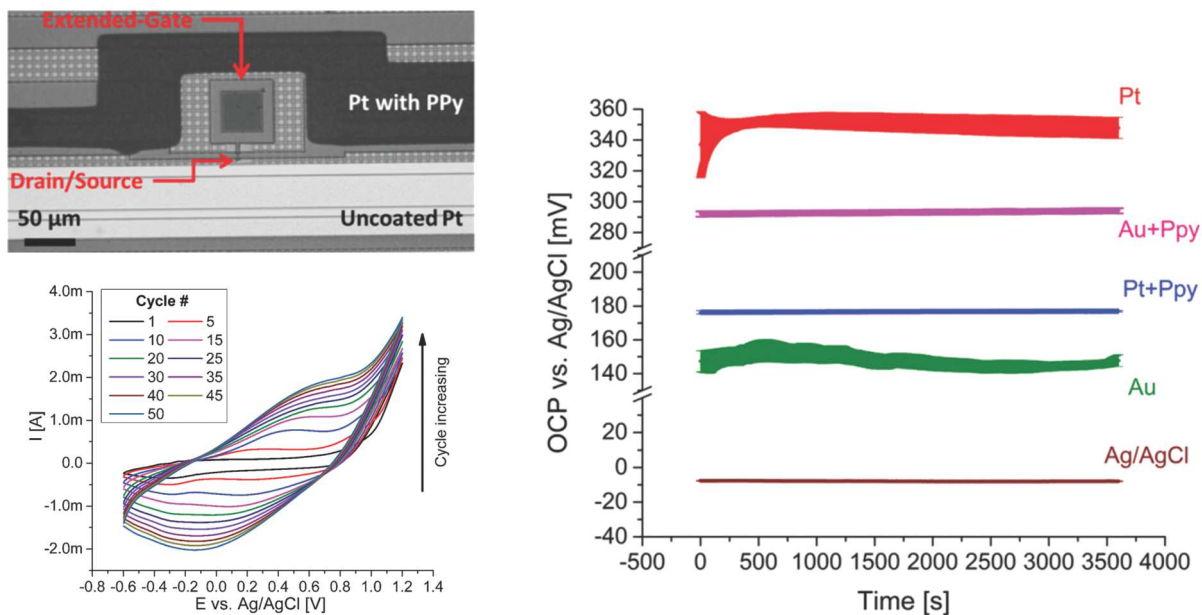 Extended-Gate
Pt with PPy
Drain/Source
50 µm
Uncoated Pt
4.0m
3.0m
2.0m
1.0m
0.0
-1.0m
-2.0m
I [A]
Cycle #
1 5
10 15
20 25
30 35
40 45
50
Cycle increasing
-0.8 -0.6 -0.4 -0.2 0.0 0.2 0.4 0.6 0.8 1.0 1.2 1.4
E vs. Ag/AgCl [V]
OCP vs. Ag/AgCl [mV]
360
340
320
300
280
200
180
160
140
20
0
-20
-40
Pt
Au+Ppy
Pt+Ppy
Au
Ag/AgCl
-500 0 500 1000 1500 2000 2500 3000 3500 4000
Time [s]